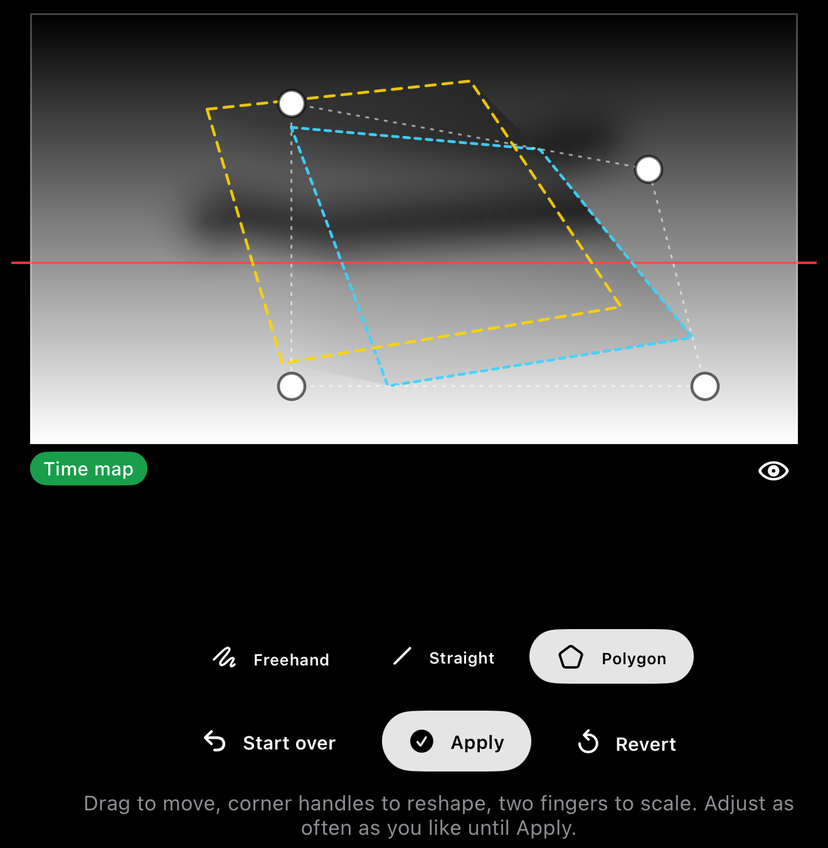 Time map
Freehand
Straight
Polygon
Start over
Apply
Revert
Drag to move, corner handles to reshape, two fingers to scale. Adjust as
often as you like until Apply.